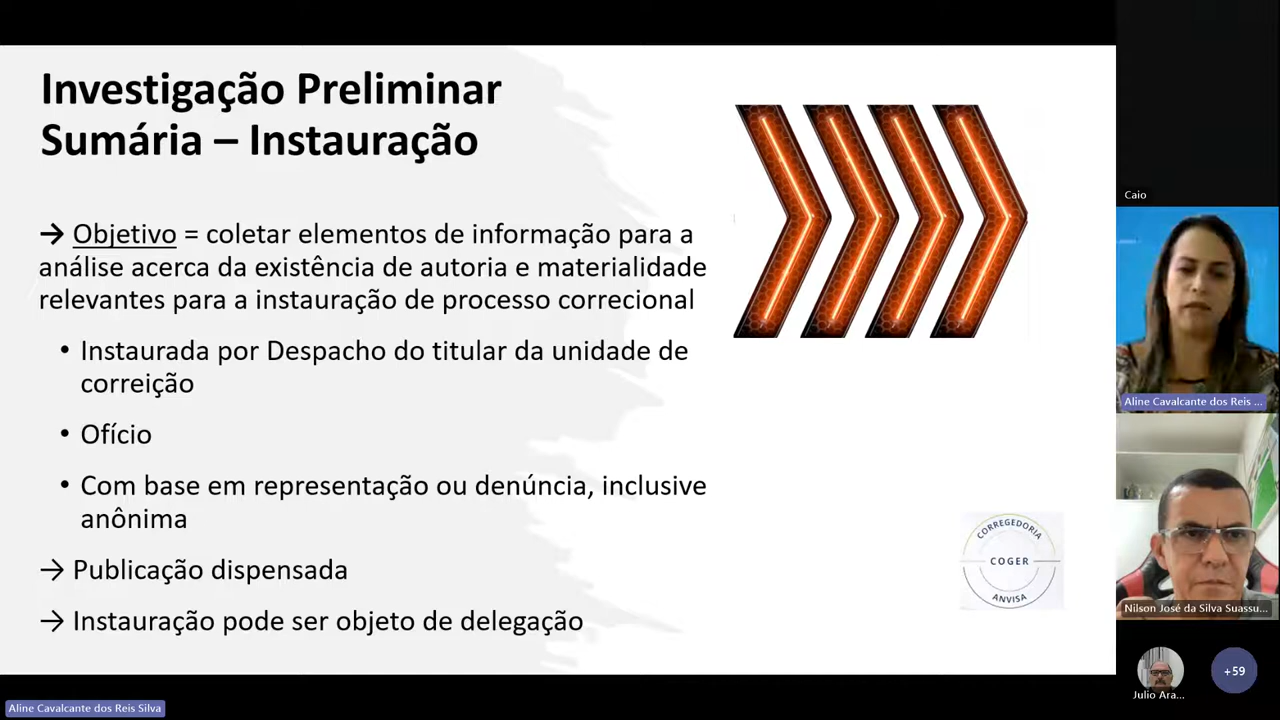 Investigação Preliminar
Sumária – Instauração
→ Objetivo = coletar elementos de informação para a
análise acerca da existência de autoria e materialidade
relevantes para a instauração de processo correcional
• Instaurada por Despacho do titular da unidade de
correição
• Ofício
• Com base em representação ou denúncia, inclusive
anônima
→ Publicação dispensada
→ Instauração pode ser objeto de delegação
CORREGEDORIA
COGER
ANVISA
Caio
Aline Cavalcante dos Reis ...
Nilson José da Silva Suassu...
Julio Ara...
+59
Aline Cavalcante dos Reis Silva